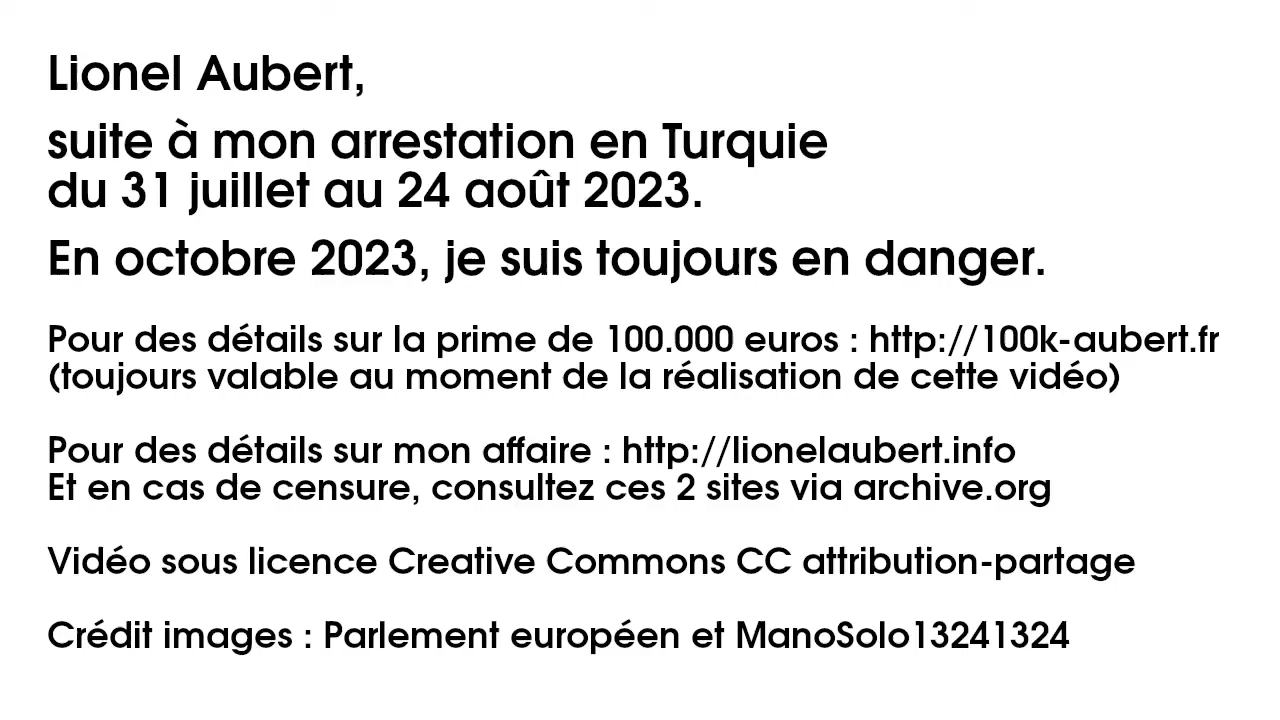 Lionel Aubert,
suite à mon arrestation en Turquie
du 31 juillet au 24 août 2023.
En octobre 2023, je suis toujours en danger.
Pour des détails sur la prime de 100.000 euros : http://100k-aubert.fr
(toujours valable au moment de la réalisation de cette vidéo)
Pour des détails sur mon affaire : http://lionelaubert.info
Et en cas de censure, consultez ces 2 sites via archive.org
Vidéo sous licence Creative Commons CC attribution-partage
Crédit images : Parlement européen et ManoSolo13241324